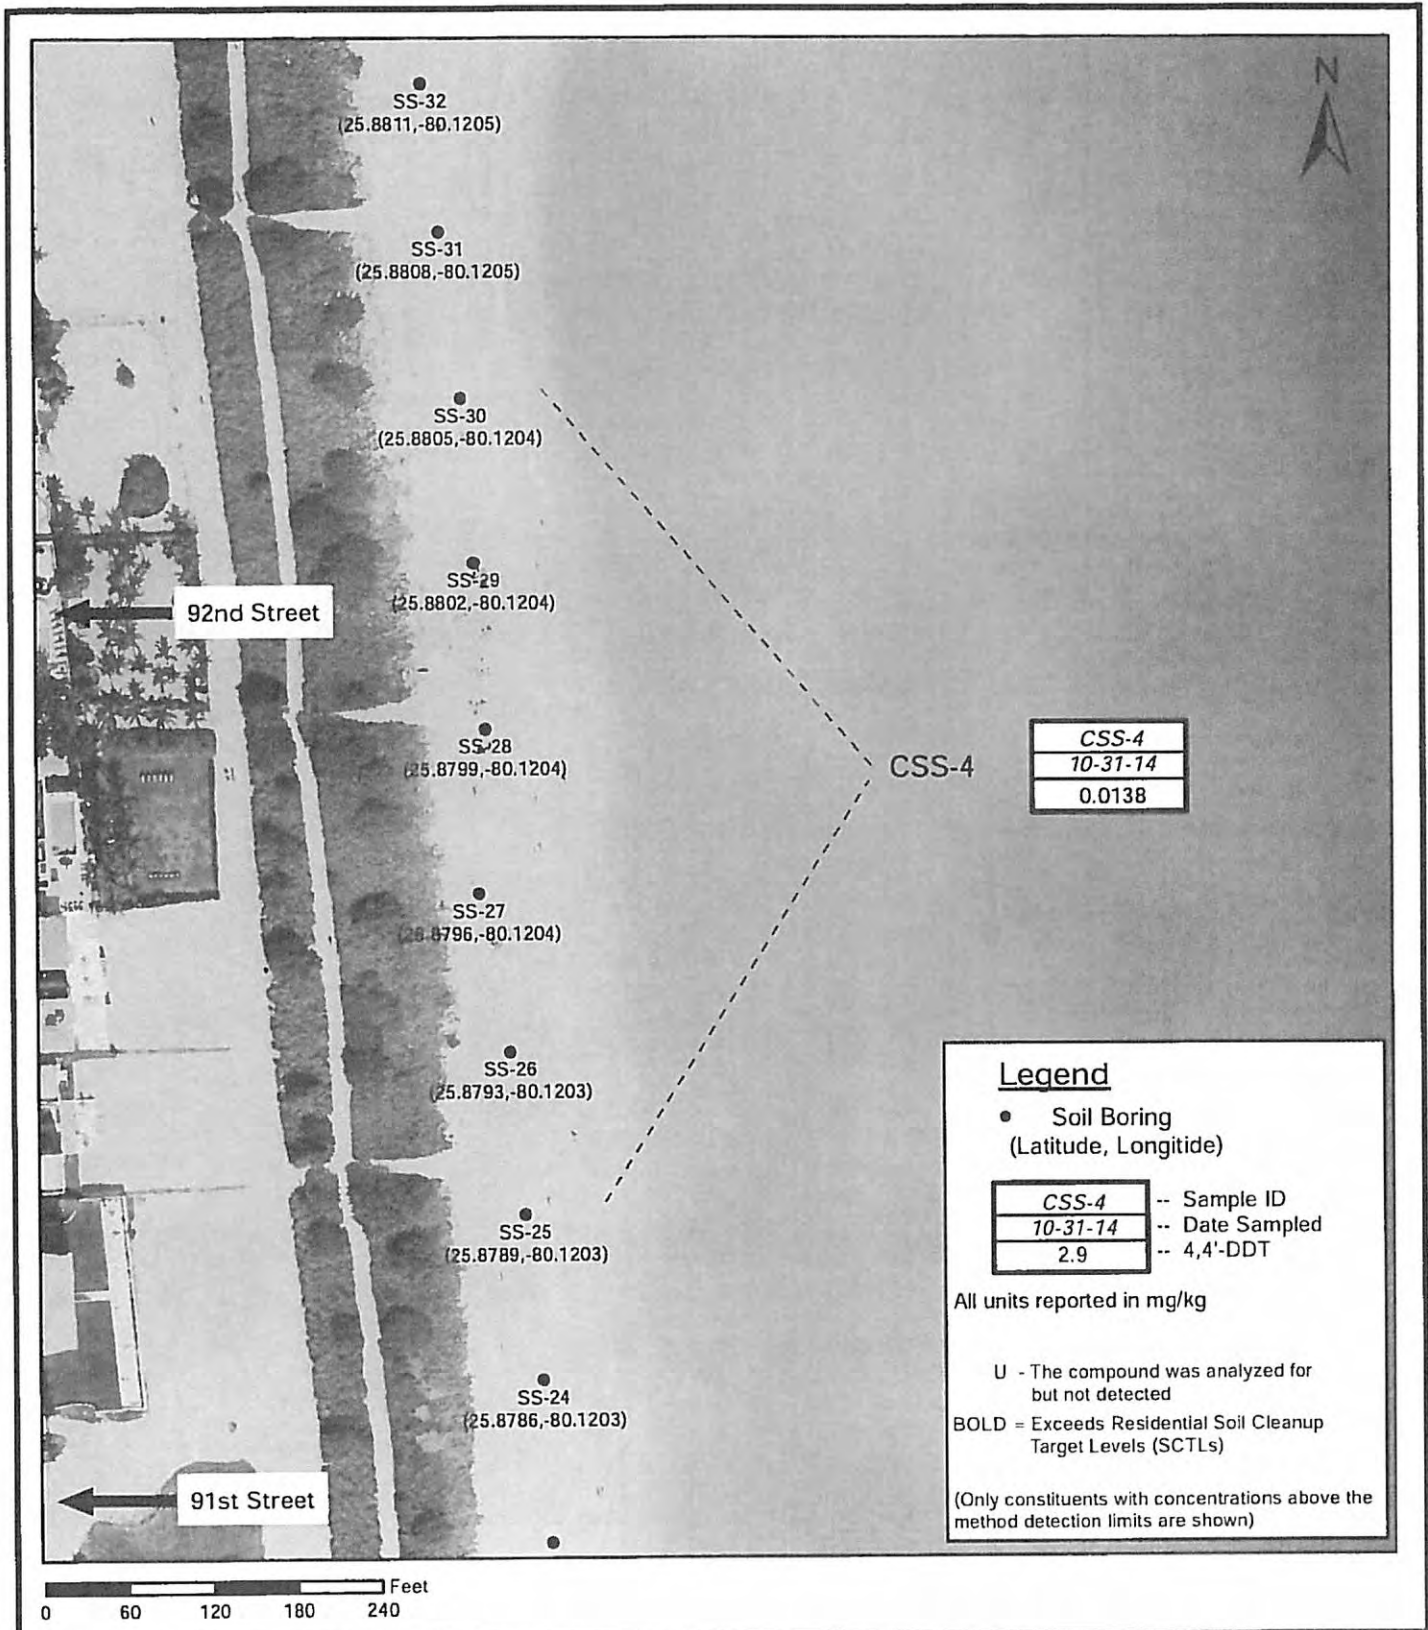 N
SS-32
(25.8811,-80.1205)
SS-31
(25.8808,-80.1205)
SS-30
(25.8805,-80.1204)
SS-29
(25.8802,-80.1204)
92nd Street
SS-28
(25.8799,-80.1204)
CSS-4
CSS-4
10-31-14
0.0138
SS-27
(25.8796,-80.1204)
SS-26
(25.8793,-80.1203)
SS-25
(25.8789,-80.1203)
SS-24
(25.8786,-80.1203)
91st Street
Legend
Soil Boring
(Latitude, Longitide)
CSS-4 -- Sample ID
10-31-14 -- Date Sampled
2.9 -- 4,4'-DDT
All units reported in mg/kg
U - The compound was analyzed for
but not detected
BOLD = Exceeds Residential Soil Cleanup
Target Levels (SCTLs)
(Only constituents with concentrations above the
method detection limits are shown)
Feet
0 60 120 180 240